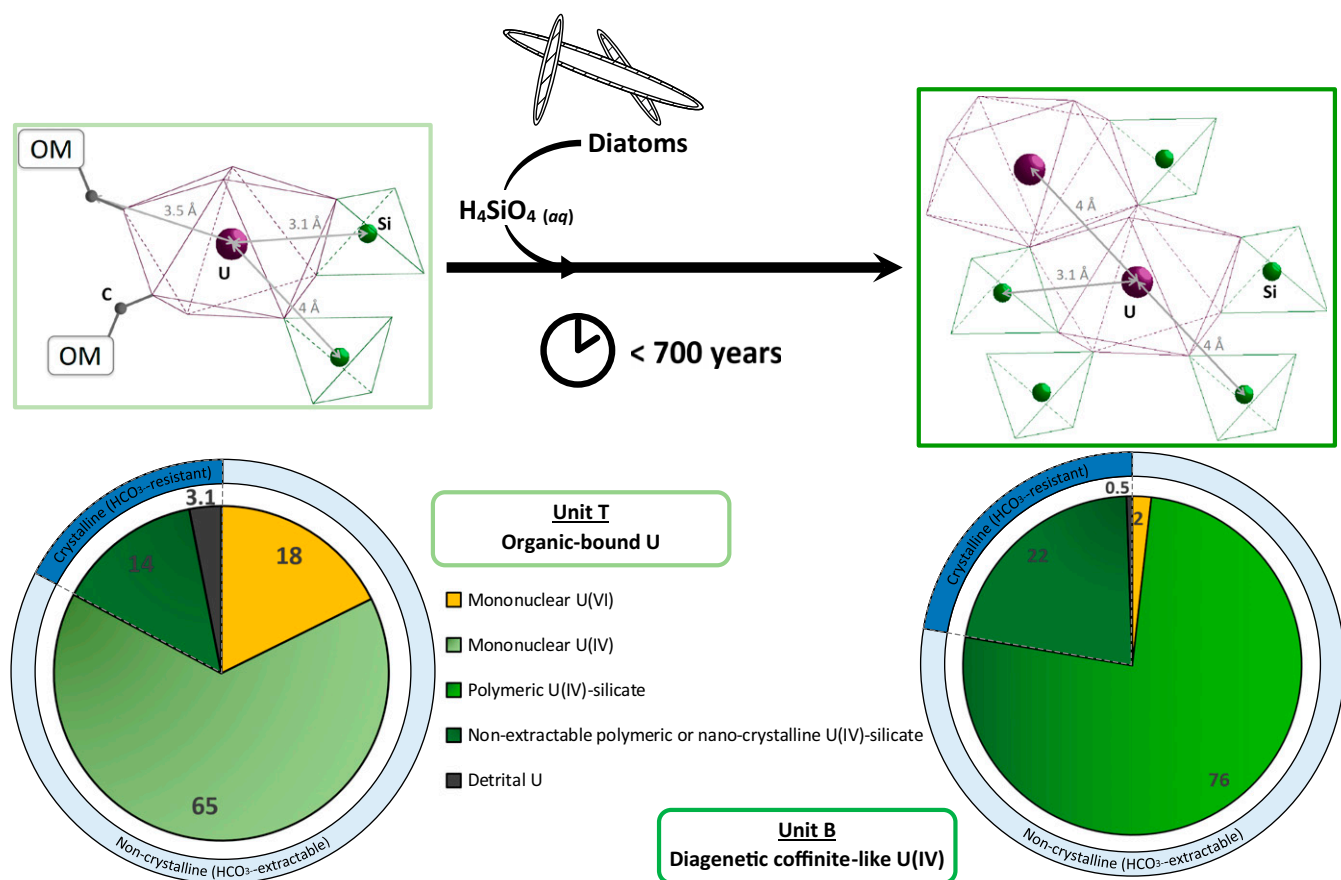 OM
3.5 Å
3.1 Å
Si
U
C
4 Å
OM
Diatoms
H₄SiO₄ (aq)
< 700 years
4 Å
3.1 Å
Si
U
4 Å
Crystalline (HCO₃--resistant)
3.1
14
18
65
Non-crystalline (HCO₃--extractable)
Unit T
Organic-bound U
Mononuclear U(VI)
Mononuclear U(IV)
Polymeric U(IV)-silicate
Non-extractable polymeric or nano-crystalline U(IV)-silicate
Detrital U
Unit B
Diagenetic coffinite-like U(IV)
Crystalline (HCO₃--resistant)
0.5
2
22
76
Non-crystalline (HCO₃--extractable)